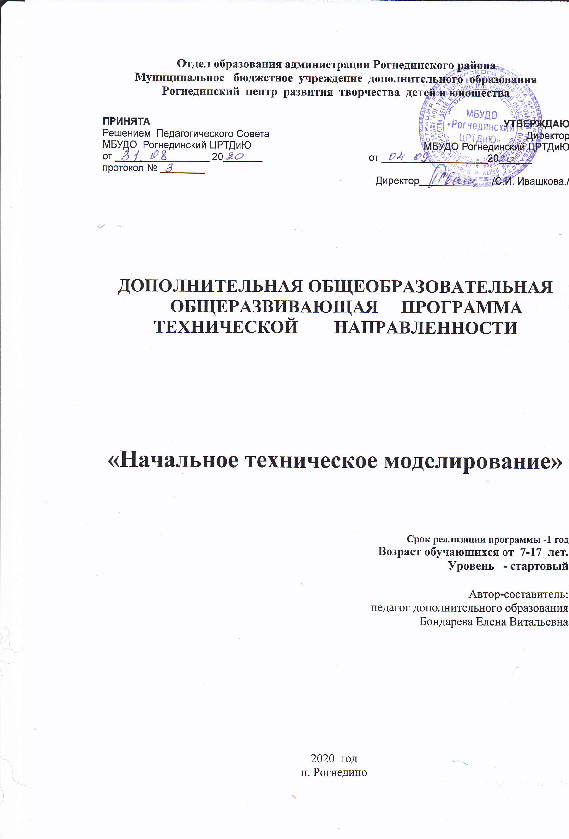 Отдел образования администрации Рогнединского района
Муниципальное бюджетное учреждение дополнительного образования
Рогнединский центр развития творчества детей и юношества
ПРИНЯТА
Решением Педагогического Совета
МБУДО Рогнединский ЦРТДиЮ
от 31. 08 2020
протокол № 3
МБУДО
«Рогнединский
ЦРТДиЮ»
УТВЕРЖДАЮ
Директор
МБУДО Рогнединский ЦРТДиЮ
от 04 09 2020
Директор /С.И. Ивашкова./
ДОПОЛНИТЕЛЬНАЯ ОБЩЕОБРАЗОВАТЕЛЬНАЯ
ОБЩЕРАЗВИВАЮЩАЯ ПРОГРАММА
ТЕХНИЧЕСКОЙ НАПРАВЛЕННОСТИ
«Начальное техническое моделирование»
Срок реализации программы -1 год
Возраст обучающихся от 7-17 лет.
Уровень - стартовый
Автор-составитель:
педагог дополнительного образования
Бондарева Елена Витальевна
2020 год
п. Рогнедино